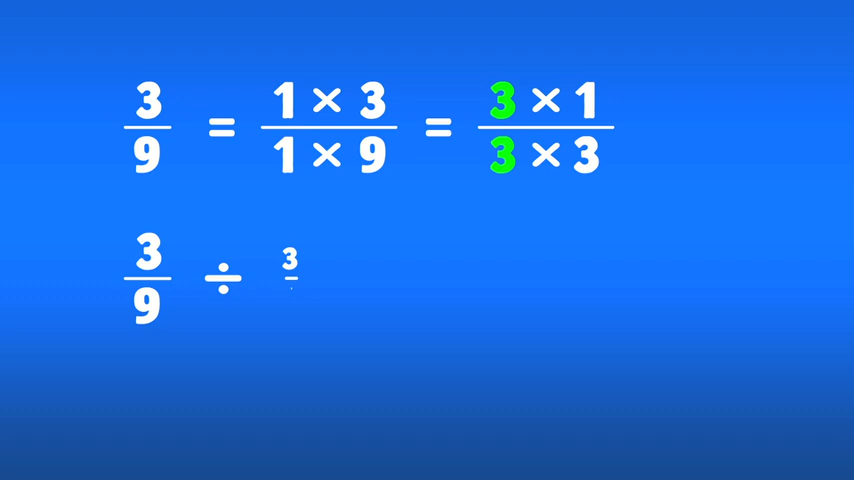 3/9 = 1 × 3/1 × 9 = 3 × 1/3 × 3
3/9 ÷ 3/